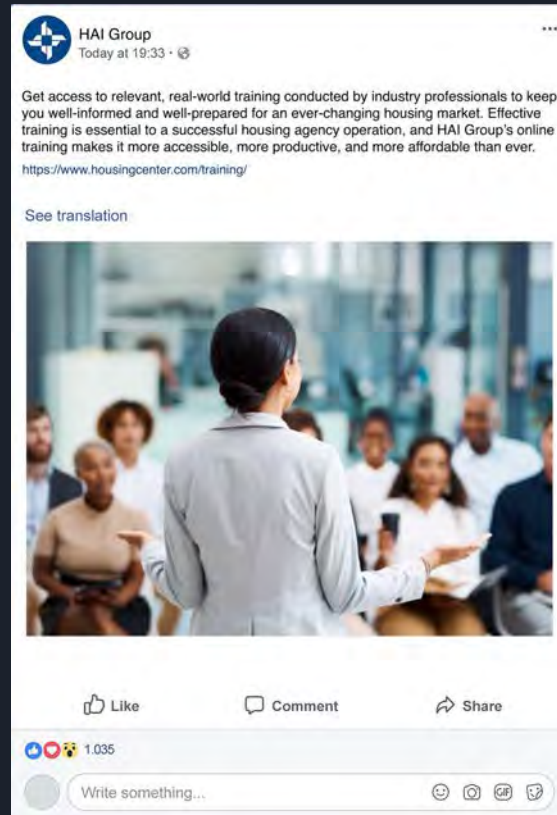 HAI Group
Today at 19:33 ·
Get access to relevant, real-world training conducted by industry professionals to keep
you well-informed and well-prepared for an ever-changing housing market. Effective
training is essential to a successful housing agency operation, and HAI Group's online
training makes it more accessible, more productive, and more affordable than ever.
https://www.housingcenter.com/training/
See translation
Like Comment Share
1.035
Write something... GIF